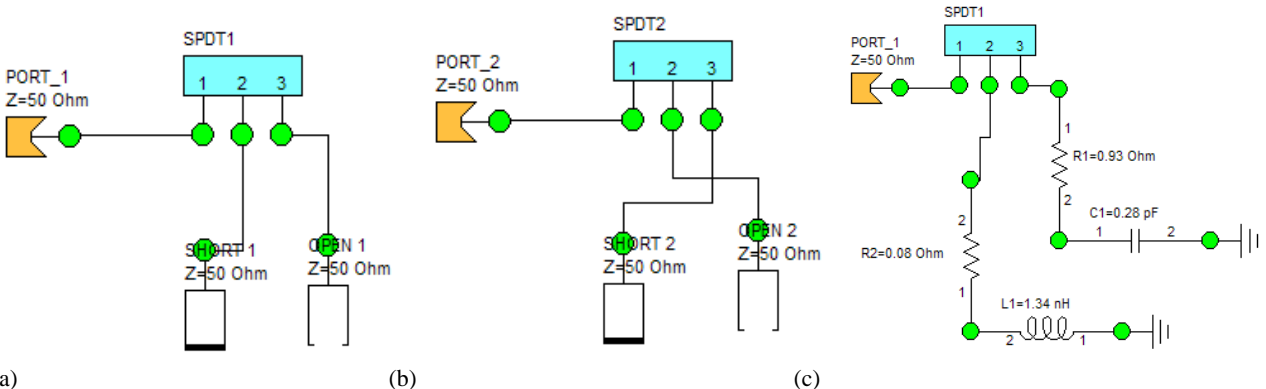 SPDT1
1 2 3
PORT_1
Z=50 Ohm
SHORT 1
Z=50 Ohm
OPEN 1
Z=50 Ohm
a)
SPDT2
1 2 3
PORT_2
Z=50 Ohm
SHORT 2
Z=50 Ohm
OPEN 2
Z=50 Ohm
(b)
SPDT1
1 2 3
PORT_1
Z=50 Ohm
1
R1=0.93 Ohm
2
C1=0.28 pF
1 2
2
R2=0.08 Ohm
1
L1=1.34 nH
2 1
(c)